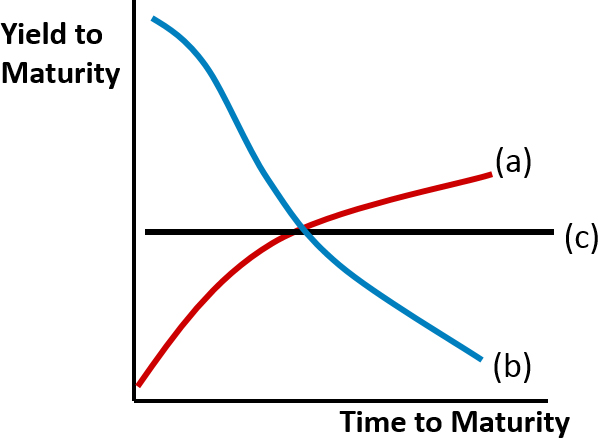 Yield to
Maturity
(a)
(c)
(b)
Time to Maturity